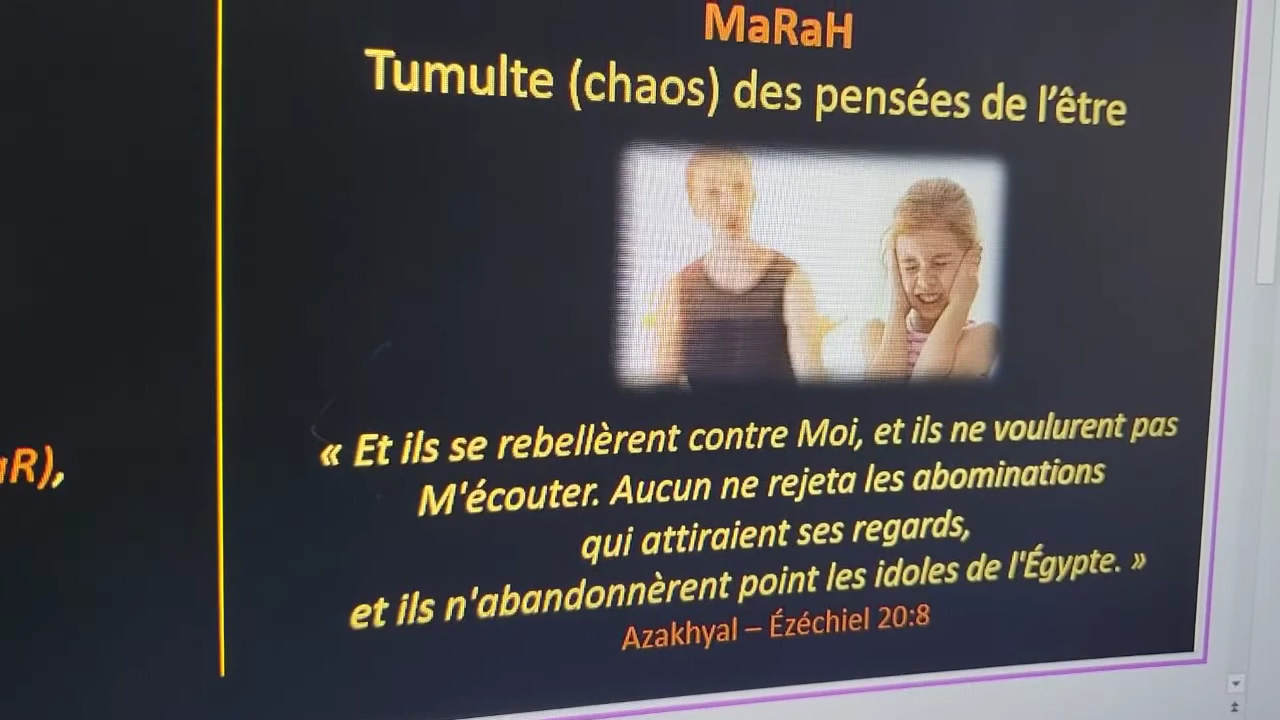 MaRaH
Tumulte (chaos) des pensées de l'être
R),
« Et ils se rebellèrent contre Moi, et ils ne voulurent pas
M'écouter. Aucun ne rejeta les abominations
qui attiraient ses regards,
et ils n'abandonnèrent point les idoles de l'Égypte. »
Azakhyal – Ézéchiel 20:8